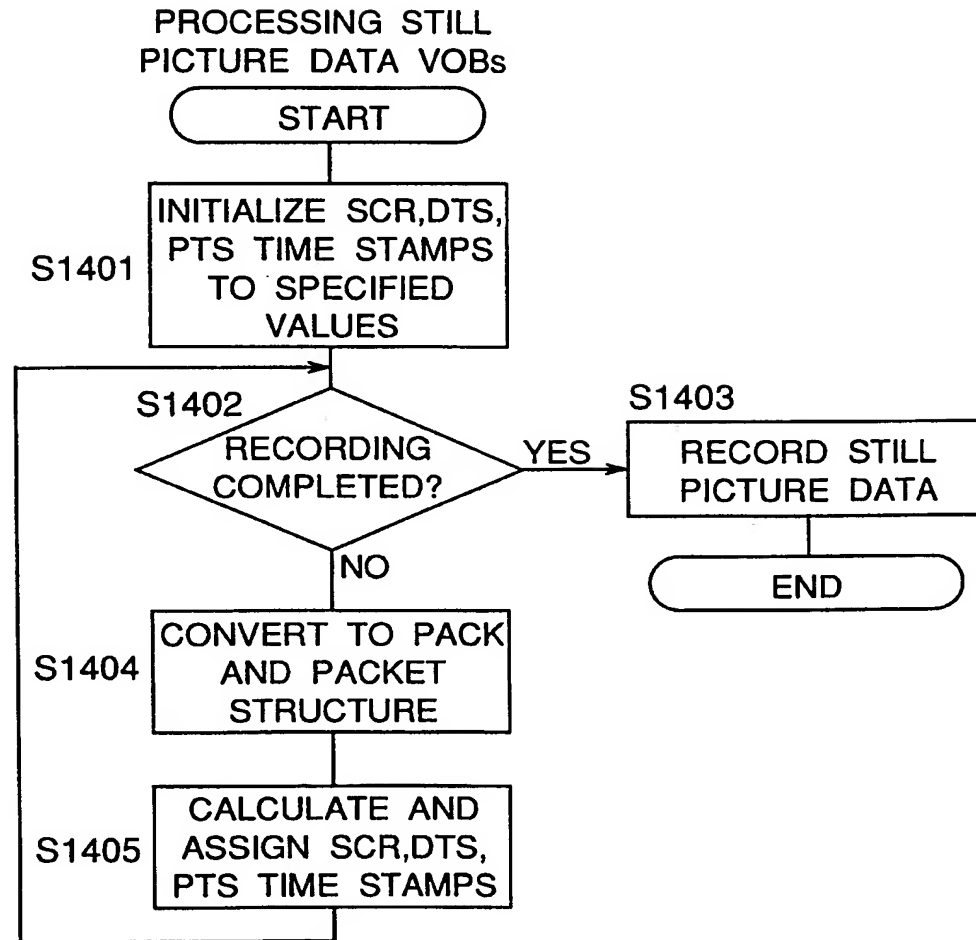 PROCESSING STILL
PICTURE DATA VOBs
START
S1401
INITIALIZE SCR,DTS,
PTS TIME STAMPS
TO SPECIFIED
VALUES
S1402
RECORDING
COMPLETED?
YES
S1403
RECORD STILL
PICTURE DATA
END
NO
S1404
CONVERT TO PACK
AND PACKET
STRUCTURE
S1405
CALCULATE AND
ASSIGN SCR,DTS,
PTS TIME STAMPS